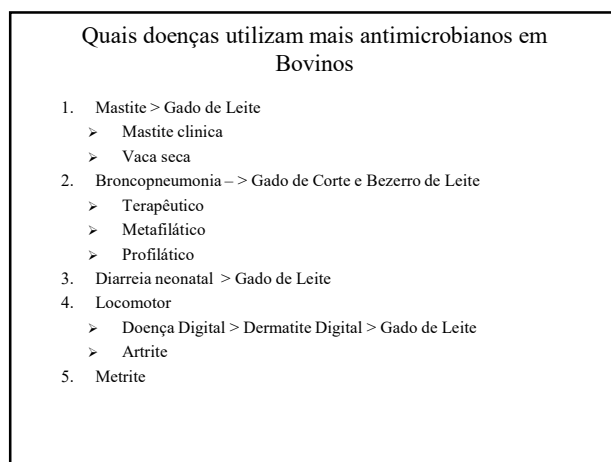 Quais doenças utilizam mais antimicrobianos em
Bovinos
1. Mastite > Gado de Leite
➢ Mastite clinica
➢ Vaca seca
2. Broncopneumonia – > Gado de Corte e Bezerro de Leite
➢ Terapêutico
➢ Metafilático
➢ Profilático
3. Diarreia neonatal > Gado de Leite
4. Locomotor
➢ Doença Digital > Dermatite Digital > Gado de Leite
➢ Artrite
5. Metrite